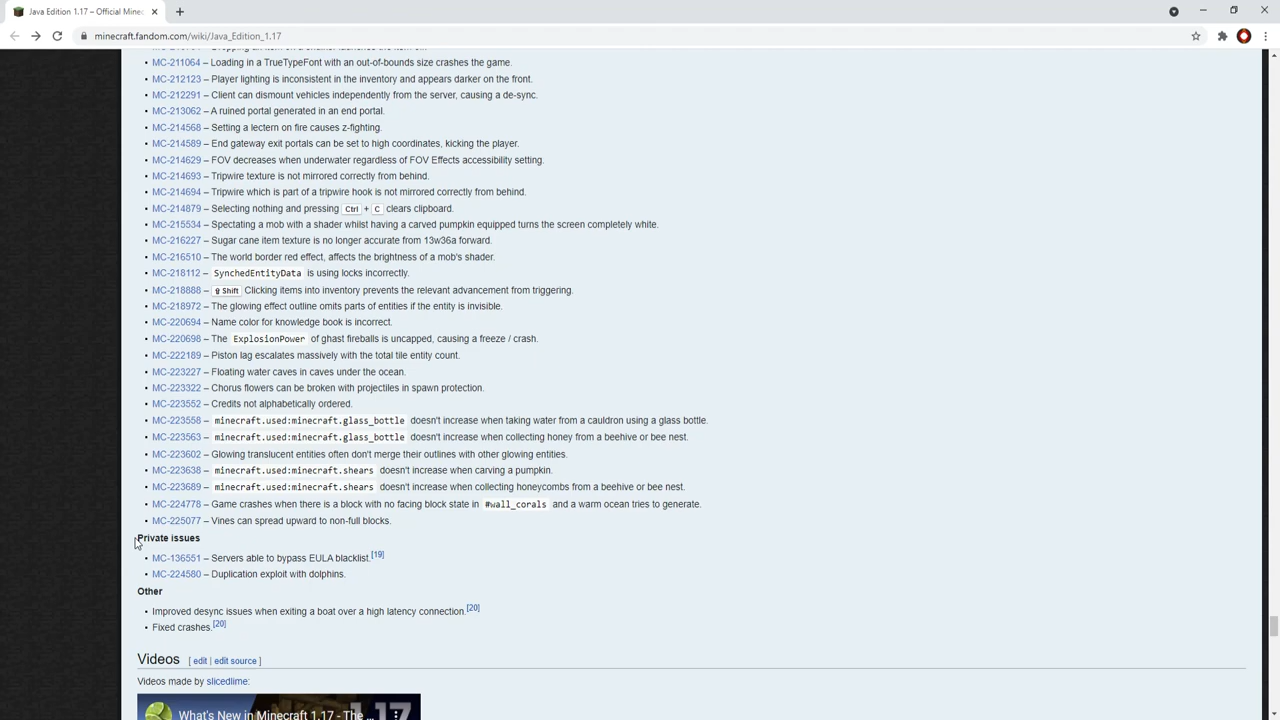 Java Edition 1.17 – Official Minec
minecraft.fandom.com/wiki/Java_Edition_1.17
• MC-211064 – Loading in a TrueTypeFont with an out-of-bounds size crashes the game.
• MC-212123 – Player lighting is inconsistent in the inventory and appears darker on the front.
• MC-212291 – Client can dismount vehicles independently from the server, causing a de-sync.
• MC-213062 – A ruined portal generated in an end portal.
• MC-214568 – Setting a lectern on fire causes z-fighting.
• MC-214589 – End gateway exit portals can be set to high coordinates, kicking the player.
• MC-214629 – FOV decreases when underwater regardless of FOV Effects accessibility setting.
• MC-214693 – Tripwire texture is not mirrored correctly from behind.
• MC-214694 – Tripwire which is part of a tripwire hook is not mirrored correctly from behind.
• MC-214879 – Selecting nothing and pressing Ctrl + C clears clipboard.
• MC-215534 – Spectating a mob with a shader whilst having a carved pumpkin equipped turns the screen completely white.
• MC-216227 – Sugar cane item texture is no longer accurate from 13w36a forward.
• MC-216510 – The world border red effect, affects the brightness of a mob's shader.
• MC-218112 – SynchedEntityData is using locks incorrectly.
• MC-218888 – ⇧ Shift Clicking items into inventory prevents the relevant advancement from triggering.
• MC-218972 – The glowing effect outline omits parts of entities if the entity is invisible.
• MC-220694 – Name color for knowledge book is incorrect.
• MC-220698 – The ExplosionPower of ghast fireballs is uncapped, causing a freeze / crash.
• MC-222189 – Piston lag escalates massively with the total tile entity count.
• MC-223227 – Floating water caves in caves under the ocean.
• MC-223322 – Chorus flowers can be broken with projectiles in spawn protection.
• MC-223552 – Credits not alphabetically ordered.
• MC-223558 – minecraft.used:minecraft.glass_bottle doesn't increase when taking water from a cauldron using a glass bottle.
• MC-223563 – minecraft.used:minecraft.glass_bottle doesn't increase when collecting honey from a beehive or bee nest.
• MC-223602 – Glowing translucent entities often don't merge their outlines with other glowing entities.
• MC-223638 – minecraft.used:minecraft.shears doesn't increase when carving a pumpkin.
• MC-223689 – minecraft.used:minecraft.shears doesn't increase when collecting honeycombs from a beehive or bee nest.
• MC-224778 – Game crashes when there is a block with no facing block state in #wall_corals and a warm ocean tries to generate.
• MC-225077 – Vines can spread upward to non-full blocks.
Private issues
• MC-136551 – Servers able to bypass EULA blacklist.[19]
• MC-224580 – Duplication exploit with dolphins.
Other
• Improved desync issues when exiting a boat over a high latency connection.[20]
• Fixed crashes.[20]
Videos [ edit | edit source ]
Videos made by slicedlime:
What's New in Minecraft 1.17 - The ... 1.17